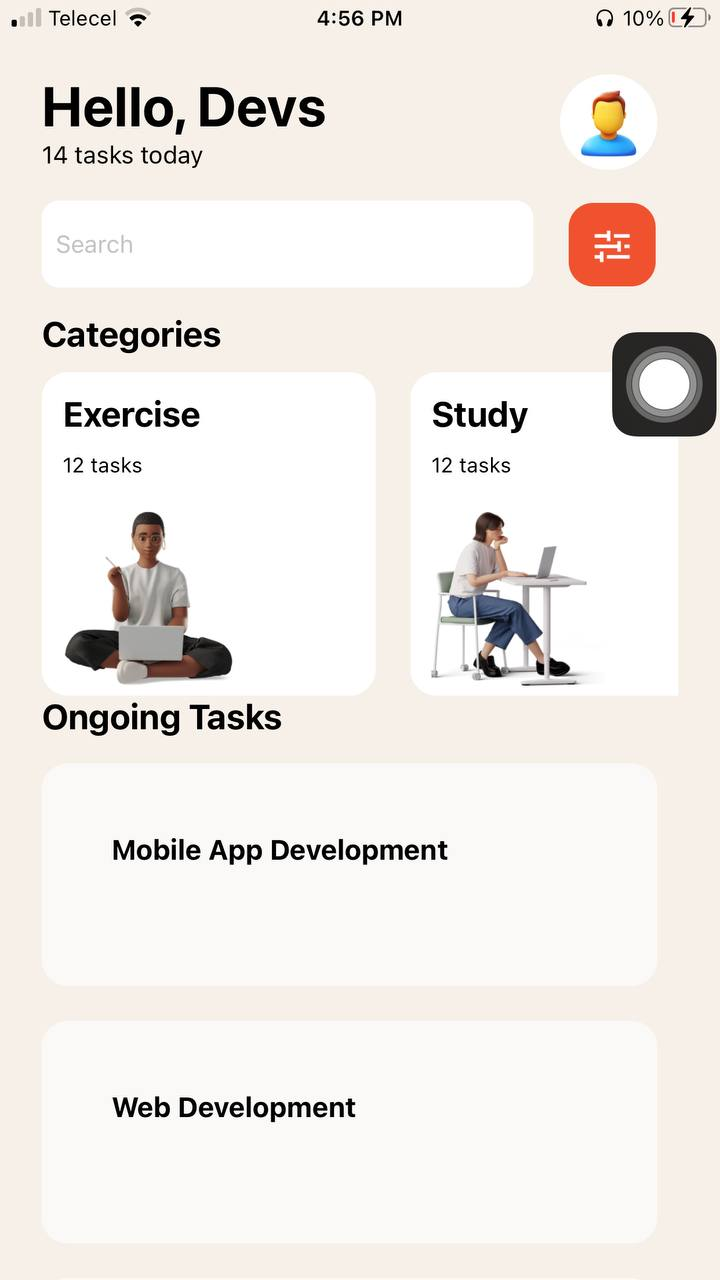 Telecel 4:56 PM 10%
Hello, Devs
14 tasks today
Search
Categories
Exercise Study
12 tasks 12 tasks
Ongoing Tasks
Mobile App Development
Web Development